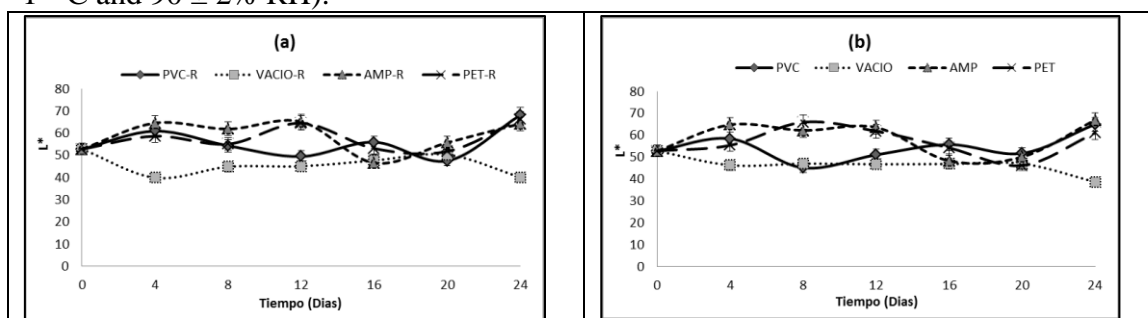 1 °C and 90 ± 2% RH).
(a)
PVC-R VACIO-R AMP-R PET-R
80
70
60
50
40
30
20
10
0
L*
0 4 8 12 16 20 24
Tiempo (Dias)
(b)
PVC VACIO AMP PET
80
70
60
50
40
30
20
10
0
L*
0 4 8 12 16 20 24
Tiempo (Dias)